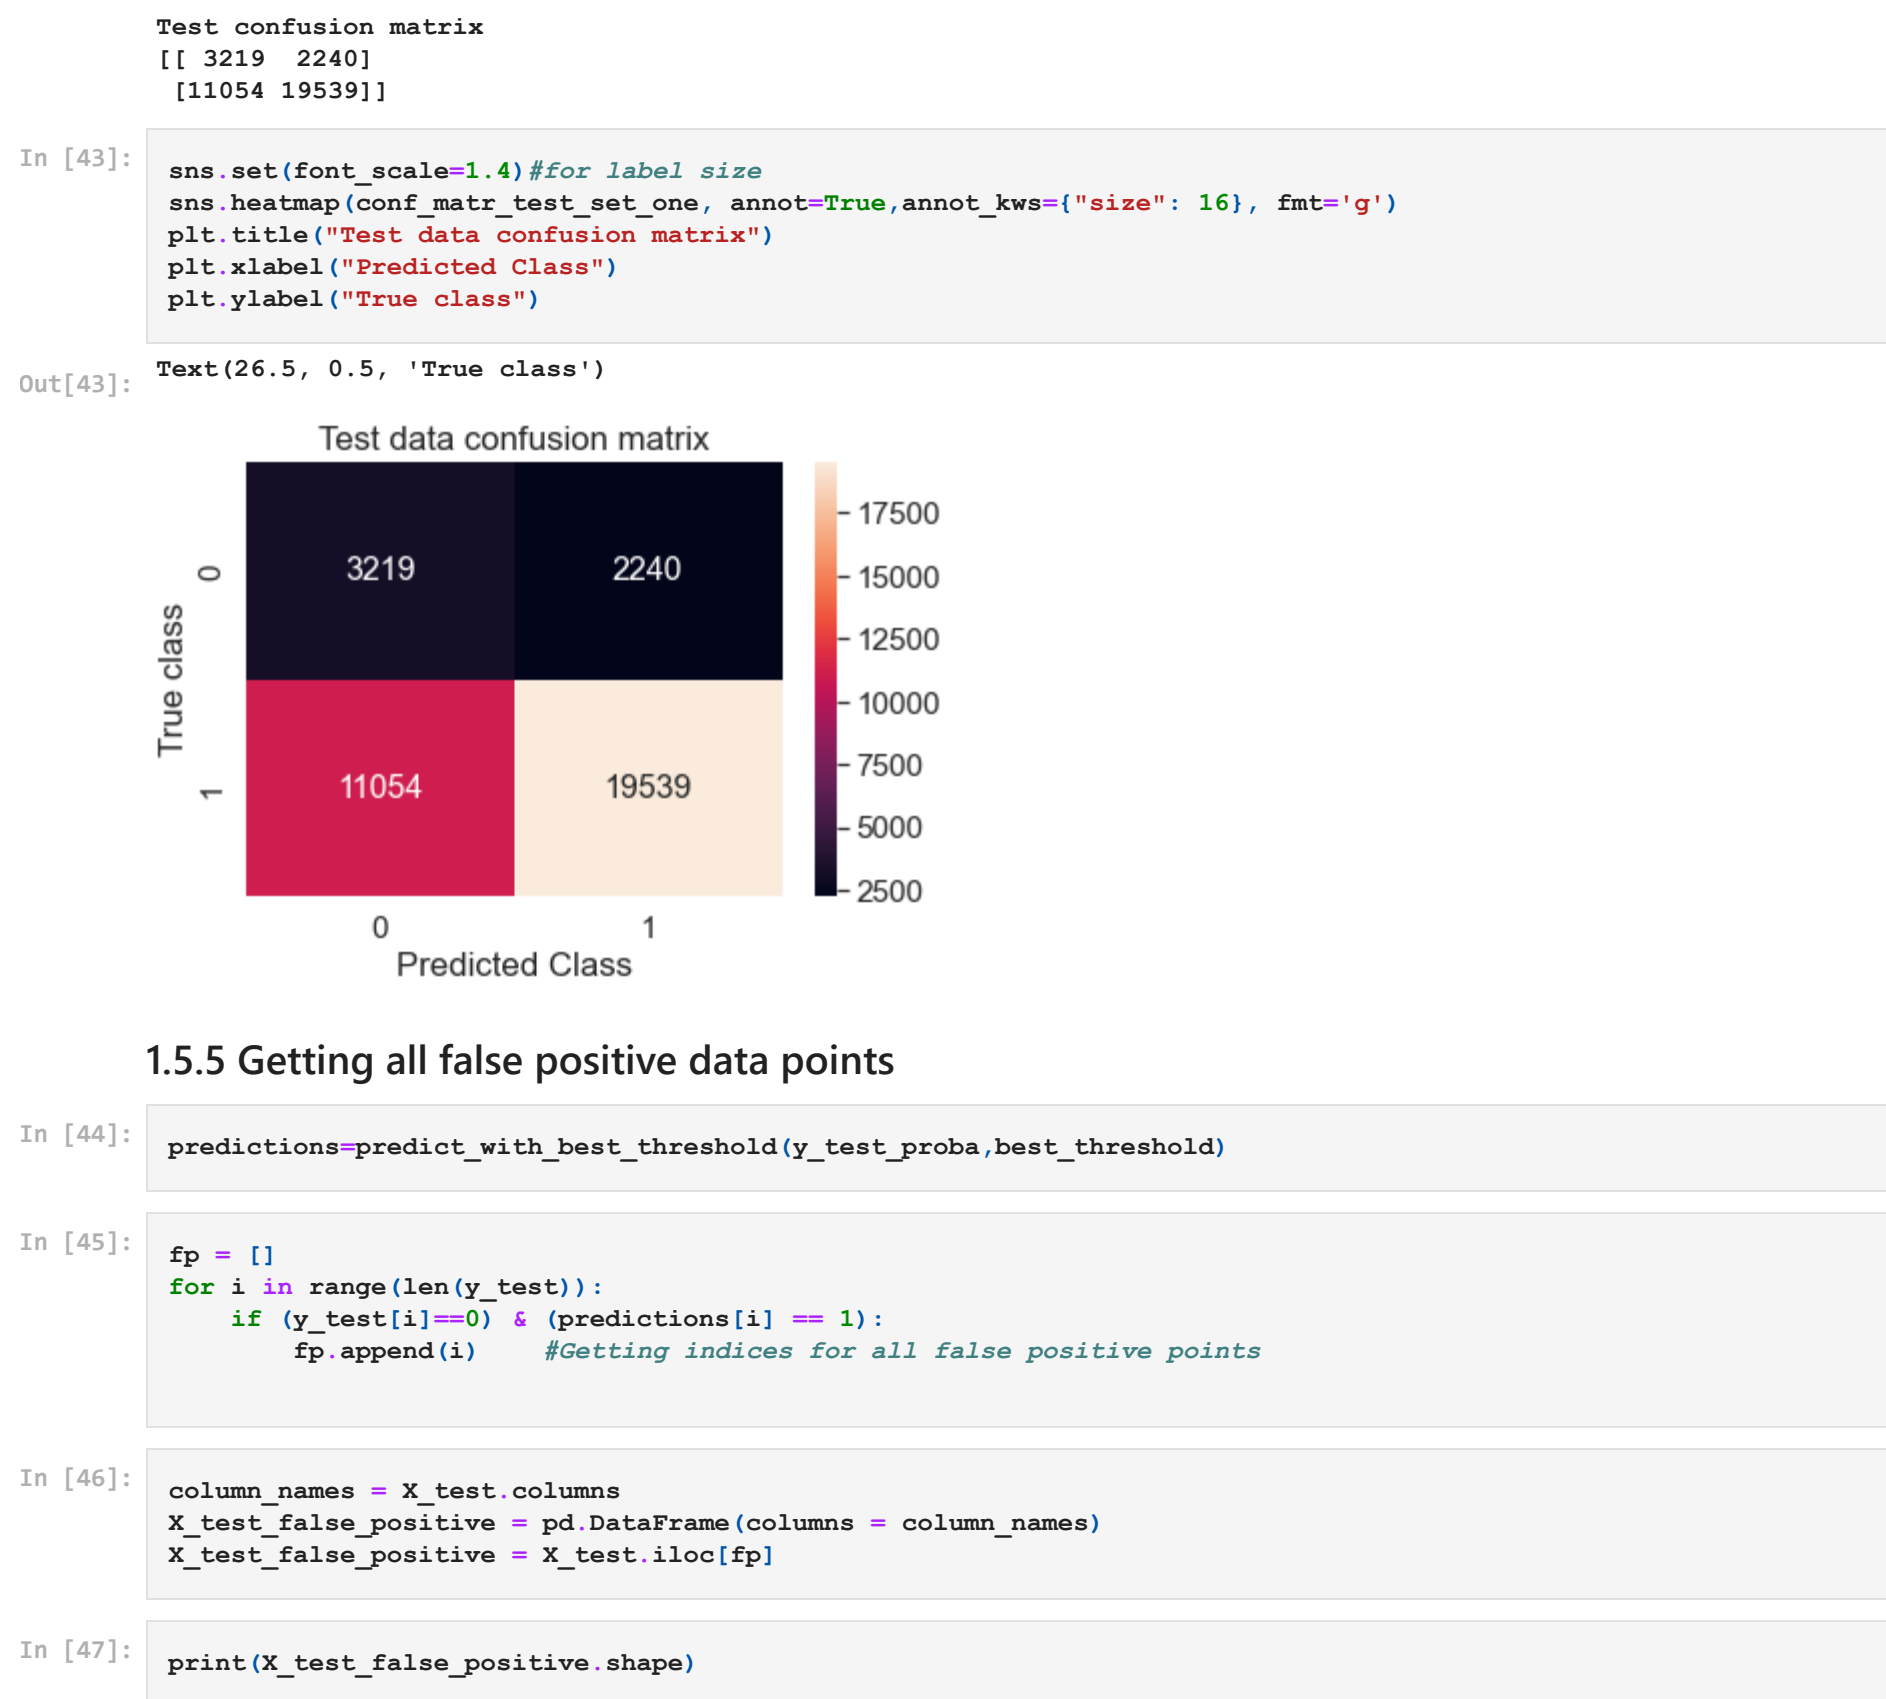 Test confusion matrix
[[ 3219  2240]
 [11054 19539]]
In [43]:
sns.set(font_scale=1.4)#for label size
sns.heatmap(conf_matr_test_set_one, annot=True,annot_kws={"size": 16}, fmt='g')
plt.title("Test data confusion matrix")
plt.xlabel("Predicted Class")
plt.ylabel("True class")
Out[43]:
Text(26.5, 0.5, 'True class')
Test data confusion matrix
True class
0
3219
2240
1
11054
19539
0
1
Predicted Class
17500
15000
12500
10000
7500
5000
2500
1.5.5 Getting all false positive data points
In [44]:
predictions=predict_with_best_threshold(y_test_proba,best_threshold)
In [45]:
fp = []
for i in range(len(y_test)):
    if (y_test[i]==0) & (predictions[i] == 1):
        fp.append(i)    #Getting indices for all false positive points
In [46]:
column_names = X_test.columns
X_test_false_positive = pd.DataFrame(columns = column_names)
X_test_false_positive = X_test.iloc[fp]
In [47]:
print(X_test_false_positive.shape)